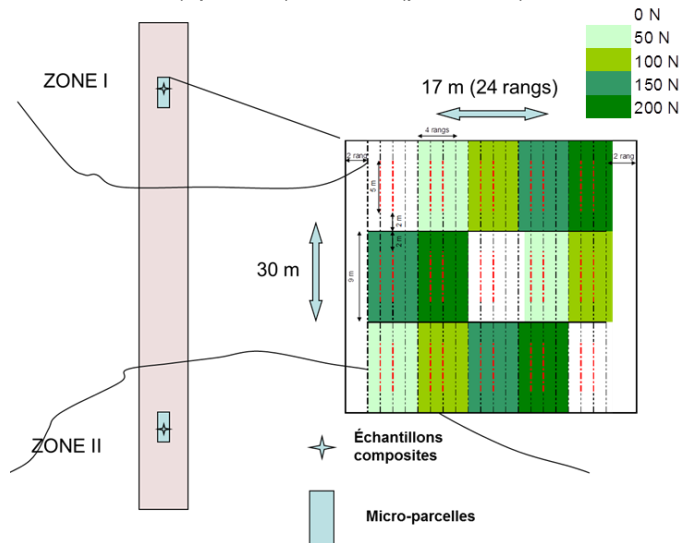 0 N
50 N
100 N
150 N
200 N
ZONE I
17 m (24 rangs)
4 rangs
2 rang
2 rang
5 m
2 m
2 m
30 m
9 m
ZONE II
Échantillons
composites
Micro-parcelles